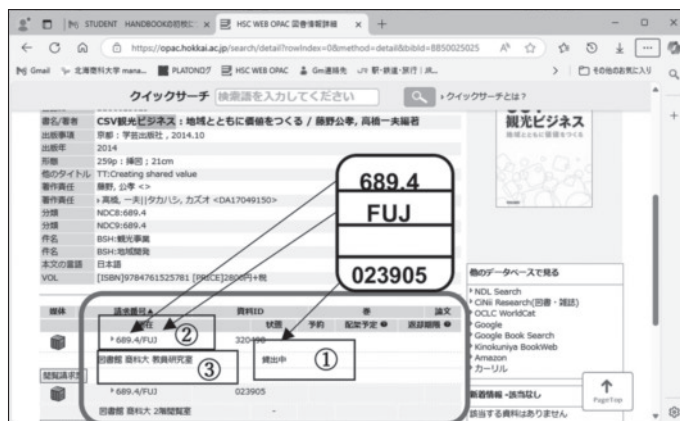 STUDENT HANDBOOKの初校に
HSC WEB OPAC 図書情報詳細
https://opac.hokkai.ac.jp/search/detail?rowIndex=0&method=detail&bibId=BB50025025
Gmail
北海商科大学 mana...
PLATONログ
HSC WEB OPAC
Gm連絡先
駅-鉄道-旅行 | JR...
その他のお気に入り
クイックサーチ
検索語を入力してください
クイックサーチとは?
書名/著者 CSV観光ビジネス : 地域とともに価値をつくる / 藤野公孝, 高橋一夫編著
出版事項 京都 : 学芸出版社 , 2014.10
出版年 2014
形態 259p : 挿図 ; 21cm
他のタイトル TT:Creating shared value
著作責任 藤野, 公孝 <>
著作責任 高橋, 一夫||タカハシ, カズオ <DA17049150>
分類 NDC8:689.4
分類 NDC9:689.4
件名 BSH:観光事業
件名 BSH:地域開発
本文の言語 日本語
VOL [ISBN]9784761525781 [PRICE]2800円+税
689.4
FUJ
023905
観光ビジネス
地域とともに価値をつくる
媒体 請求番号▲ 資料ID 巻 論文
所在 状態 予約 配架予定 返却期限
689.4/FUJ ② 320498
図書館 商科大 教員研究室 ③ 貸出中 ①
閲覧請求
689.4/FUJ 023905
図書館 商科大 2階閲覧室 -
他のデータベースで見る
NDL Search
CiNii Research(図書・雑誌)
OCLC WorldCat
Google
Google Book Search
Kinokuniya BookWeb
Amazon
カーリル
新着情報 -該当なし
該当する資料はありません
PageTop